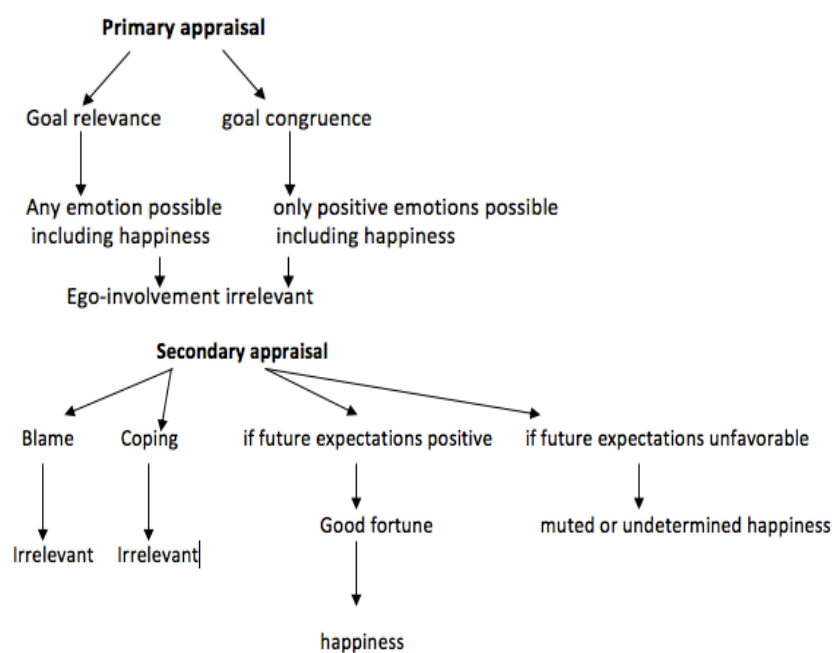 Primary appraisal
Goal relevance goal congruence
Any emotion possible only positive emotions possible
including happiness including happiness
Ego-involvement irrelevant
Secondary appraisal
Blame Coping if future expectations positive if future expectations unfavorable
Good fortune muted or undetermined happiness
Irrelevant Irrelevant
happiness